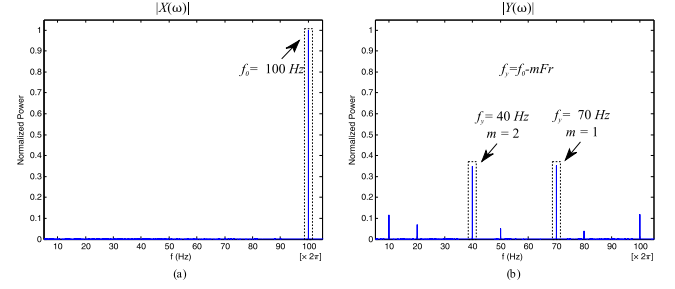 |X(ω)|
1
0.9
0.8
0.7
0.6
0.5
0.4
0.3
0.2
0.1
0
Normalized Power
f₀= 100 Hz
10 20 30 40 50 60 70 80 90 100
f (Hz)
[× 2π]
(a)
|Y(ω)|
1
0.9
0.8
0.7
0.6
0.5
0.4
0.3
0.2
0.1
0
Normalized Power
fᵧ=f₀-mFr
fᵧ= 40 Hz
m = 2
fᵧ= 70 Hz
m = 1
10 20 30 40 50 60 70 80 90 100
f (Hz)
[× 2π]
(b)